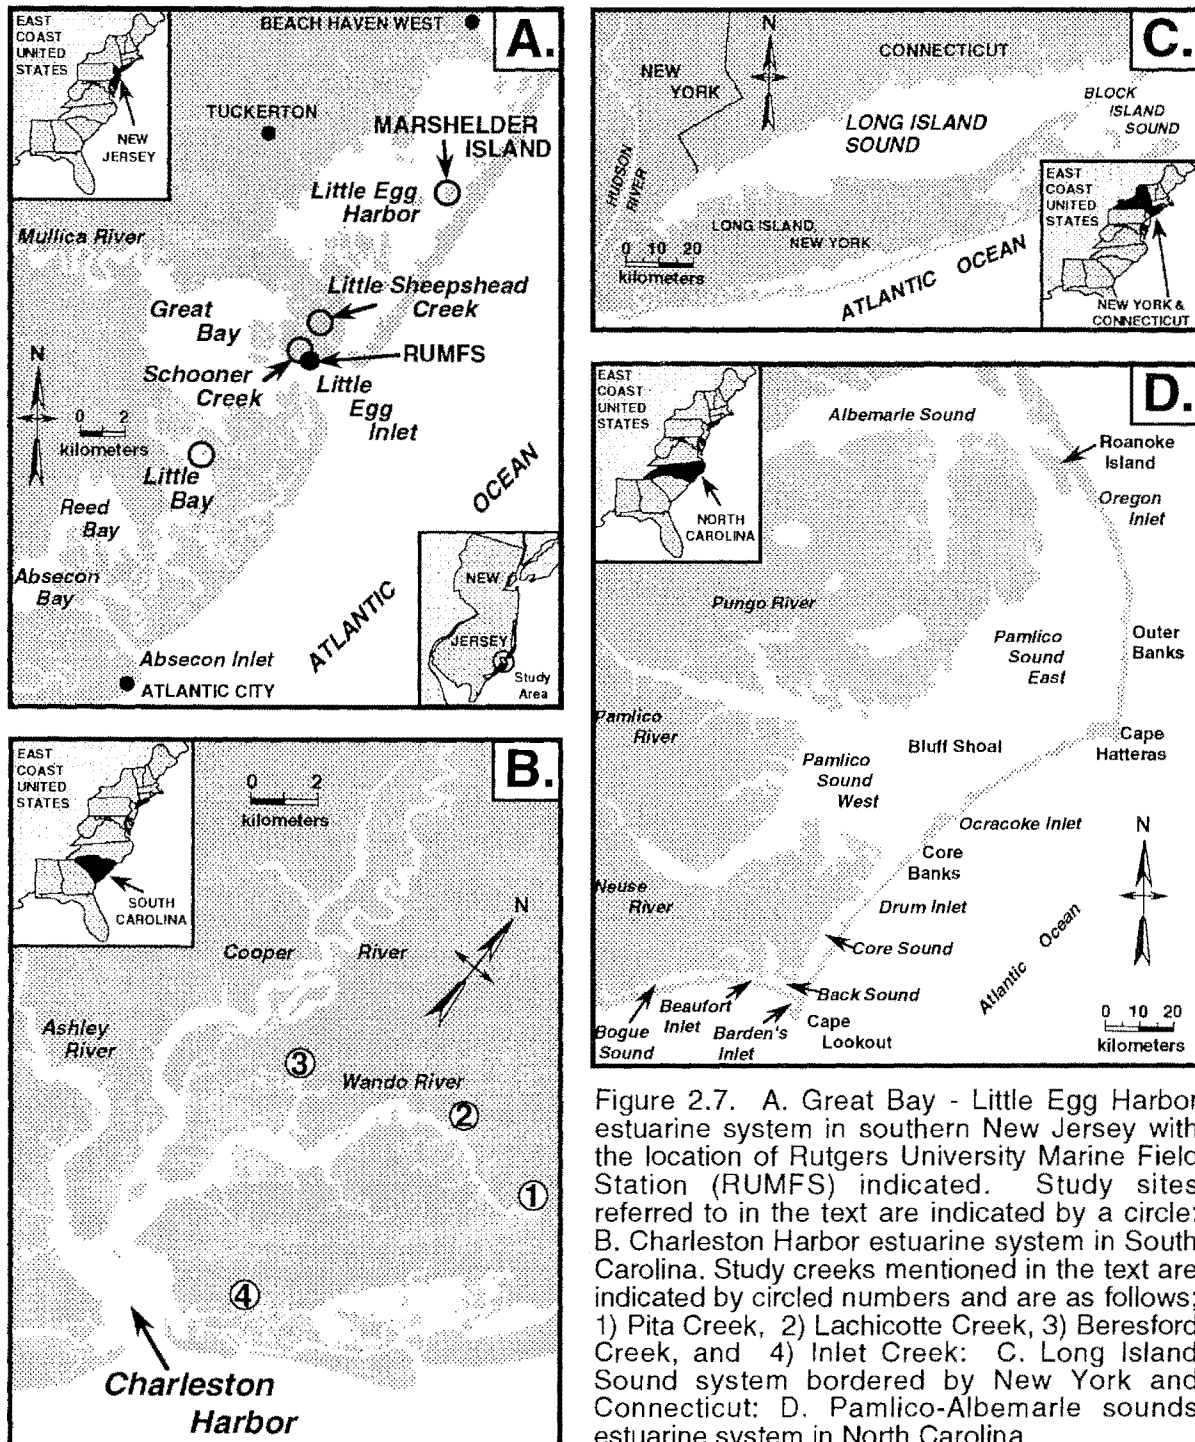 EAST
COAST
UNITED
STATES
NEW
JERSEY
BEACH HAVEN WEST
A.
TUCKERTON
MARSHELDER
ISLAND
Little Egg
Harbor
Mullica River
Great
Bay
Little Sheepshead
Creek
RUMFS
Schooner
Creek
Little
Egg
Inlet
N
0 2
kilometers
Little
Bay
Reed
Bay
Absecon
Bay
Absecon Inlet
ATLANTIC CITY
ATLANTIC OCEAN
NEW
JERSEY
Study
Area
EAST
COAST
UNITED
STATES
SOUTH
CAROLINA
B.
0 2
kilometers
N
Cooper River
Ashley
River
Wando River
3
2
1
4
Charleston
Harbor
C.
N
CONNECTICUT
NEW
YORK
BLOCK
ISLAND
SOUND
LONG ISLAND
SOUND
HUDSON
RIVER
LONG ISLAND,
NEW YORK
0 10 20
kilometers
ATLANTIC OCEAN
EAST
COAST
UNITED
STATES
NEW YORK &
CONNECTICUT
EAST
COAST
UNITED
STATES
NORTH
CAROLINA
D.
Albemarle Sound
Roanoke
Island
Oregon
Inlet
Pungo River
Pamlico
Sound
East
Outer
Banks
Pamlico
River
Bluff Shoal
Cape
Hatteras
Pamlico
Sound
West
Ocracoke Inlet
N
Core
Banks
Neuse
River
Drum Inlet
Core Sound
Atlantic Ocean
Back Sound
Beaufort
Inlet
Bogue
Sound
Barden's
Inlet
Cape
Lookout
0 10 20
kilometers
Figure 2.7. A. Great Bay - Little Egg Harbor
estuarine system in southern New Jersey with
the location of Rutgers University Marine Field
Station (RUMFS) indicated. Study sites
referred to in the text are indicated by a circle:
B. Charleston Harbor estuarine system in South
Carolina. Study creeks mentioned in the text are
indicated by circled numbers and are as follows;
1) Pita Creek, 2) Lachicotte Creek, 3) Beresford
Creek, and 4) Inlet Creek: C. Long Island
Sound system bordered by New York and
Connecticut: D. Pamlico-Albemarle sounds
estuarine system in North Carolina